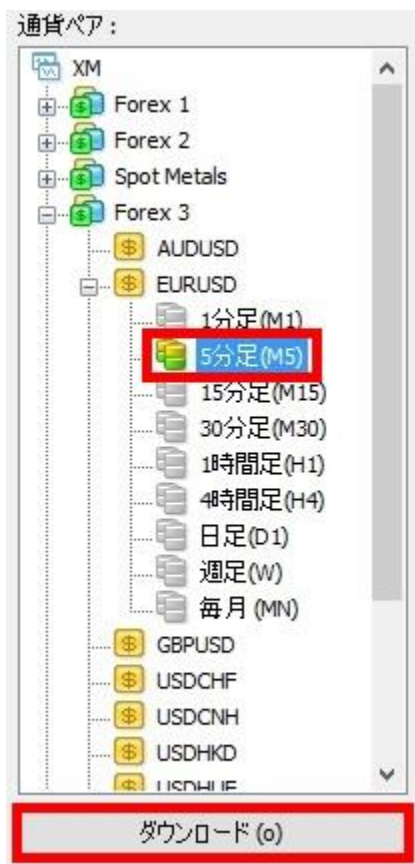 通貨ペア :
XM
Forex 1
Forex 2
Spot Metals
Forex 3
AUDUSD
EURUSD
1分足(M1)
5分足(M5)
15分足(M15)
30分足(M30)
1時間足(H1)
4時間足(H4)
日足(D1)
週足(W)
毎月 (MN)
GBPUSD
USDCHF
USDCNH
USDHKD
ダウンロード (o)